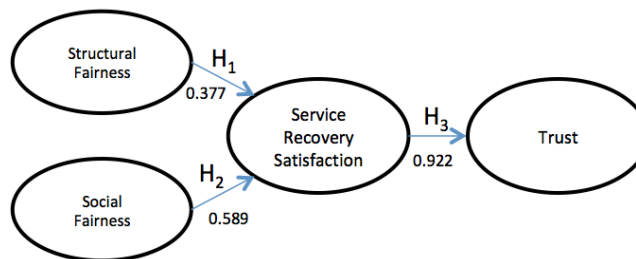 Structural
Fairness
H₁
0.377
Service
Recovery
Satisfaction
H₃
0.922
Trust
H₂
0.589
Social
Fairness